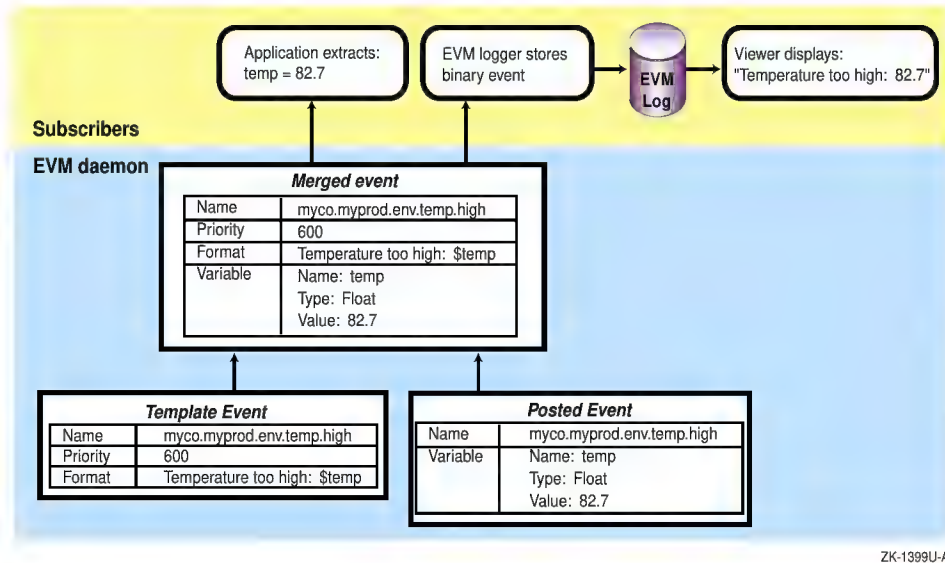 Application extracts:
temp = 82.7
EVM logger stores
binary event
EVM
Log
Viewer displays:
"Temperature too high: 82.7"
Subscribers
EVM daemon
Merged event
Name myco.myprod.env.temp.high
Priority 600
Format Temperature too high: $temp
Variable Name: temp
Type: Float
Value: 82.7
Template Event
Name myco.myprod.env.temp.high
Priority 600
Format Temperature too high: $temp
Posted Event
Name myco.myprod.env.temp.high
Variable Name: temp
Type: Float
Value: 82.7